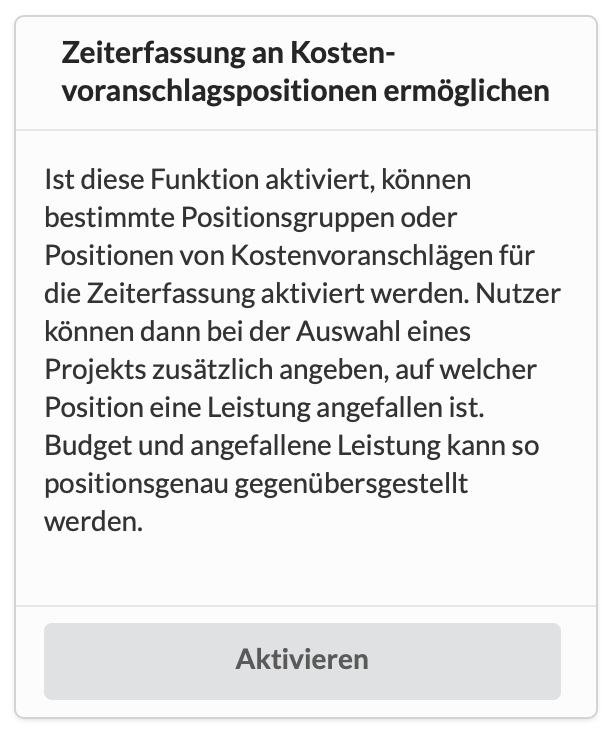 Zeiterfassung an Kosten-
voranschlagspositionen ermöglichen
Ist diese Funktion aktiviert, können
bestimmte Positionsgruppen oder
Positionen von Kostenvoranschlägen für
die Zeiterfassung aktiviert werden. Nutzer
können dann bei der Auswahl eines
Projekts zusätzlich angeben, auf welcher
Position eine Leistung angefallen ist.
Budget und angefallene Leistung kann so
positionsgenau gegenübersgestellt
werden.
Aktivieren